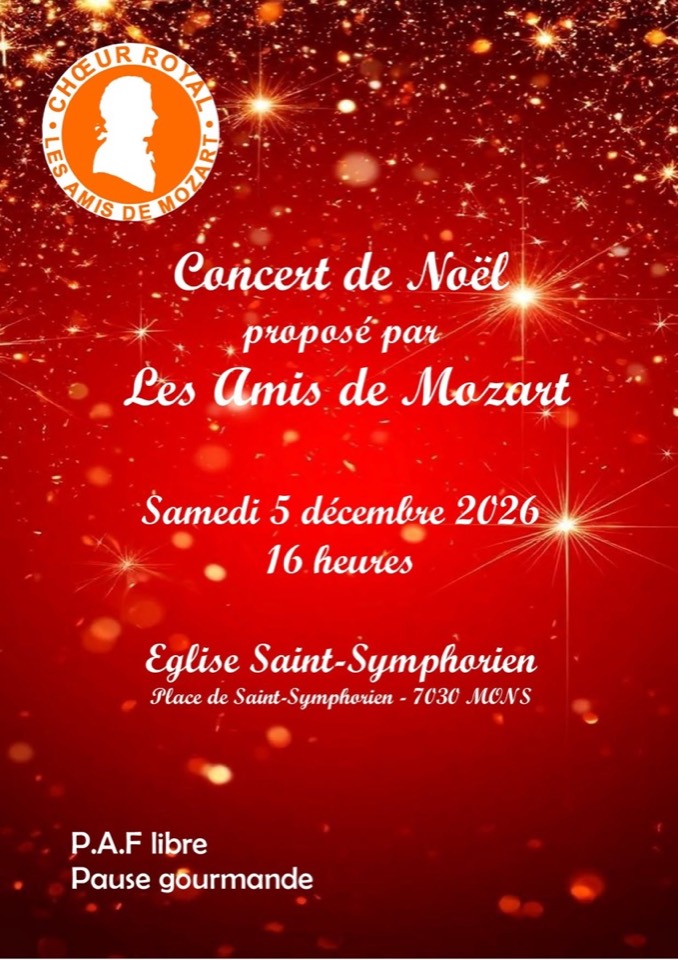 CHŒUR ROYAL
• LES AMIS DE MOZART •
Concert de Noël
proposé par
Les Amis de Mozart
Samedi 5 décembre 2026
16 heures
Eglise Saint-Symphorien
Place de Saint-Symphorien - 7030 MONS
P.A.F libre
Pause gourmande